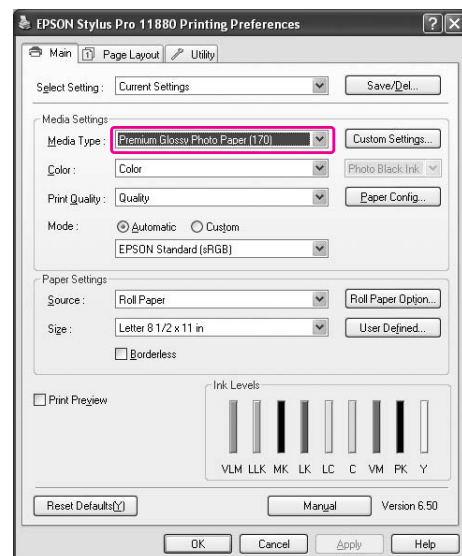 EPSON Stylus Pro 11880 Printing Preferences
Main Page Layout Utility
Select Setting : Current Settings Save/Del...
Media Settings
Media Type : Premium Glossy Photo Paper (170) Custom Settings...
Color : Color Photo Black Ink
Print Quality : Quality Paper Config...
Mode : Automatic Custom
EPSON Standard (sRGB)
Paper Settings
Source : Roll Paper Roll Paper Option...
Size : Letter 8 1/2 x 11 in User Defined...
Borderless
Print Preview
Ink Levels
VLM LLK MK LK LC C VM PK Y
Reset Defaults(Y) Manual Version 6.50
OK Cancel Apply Help